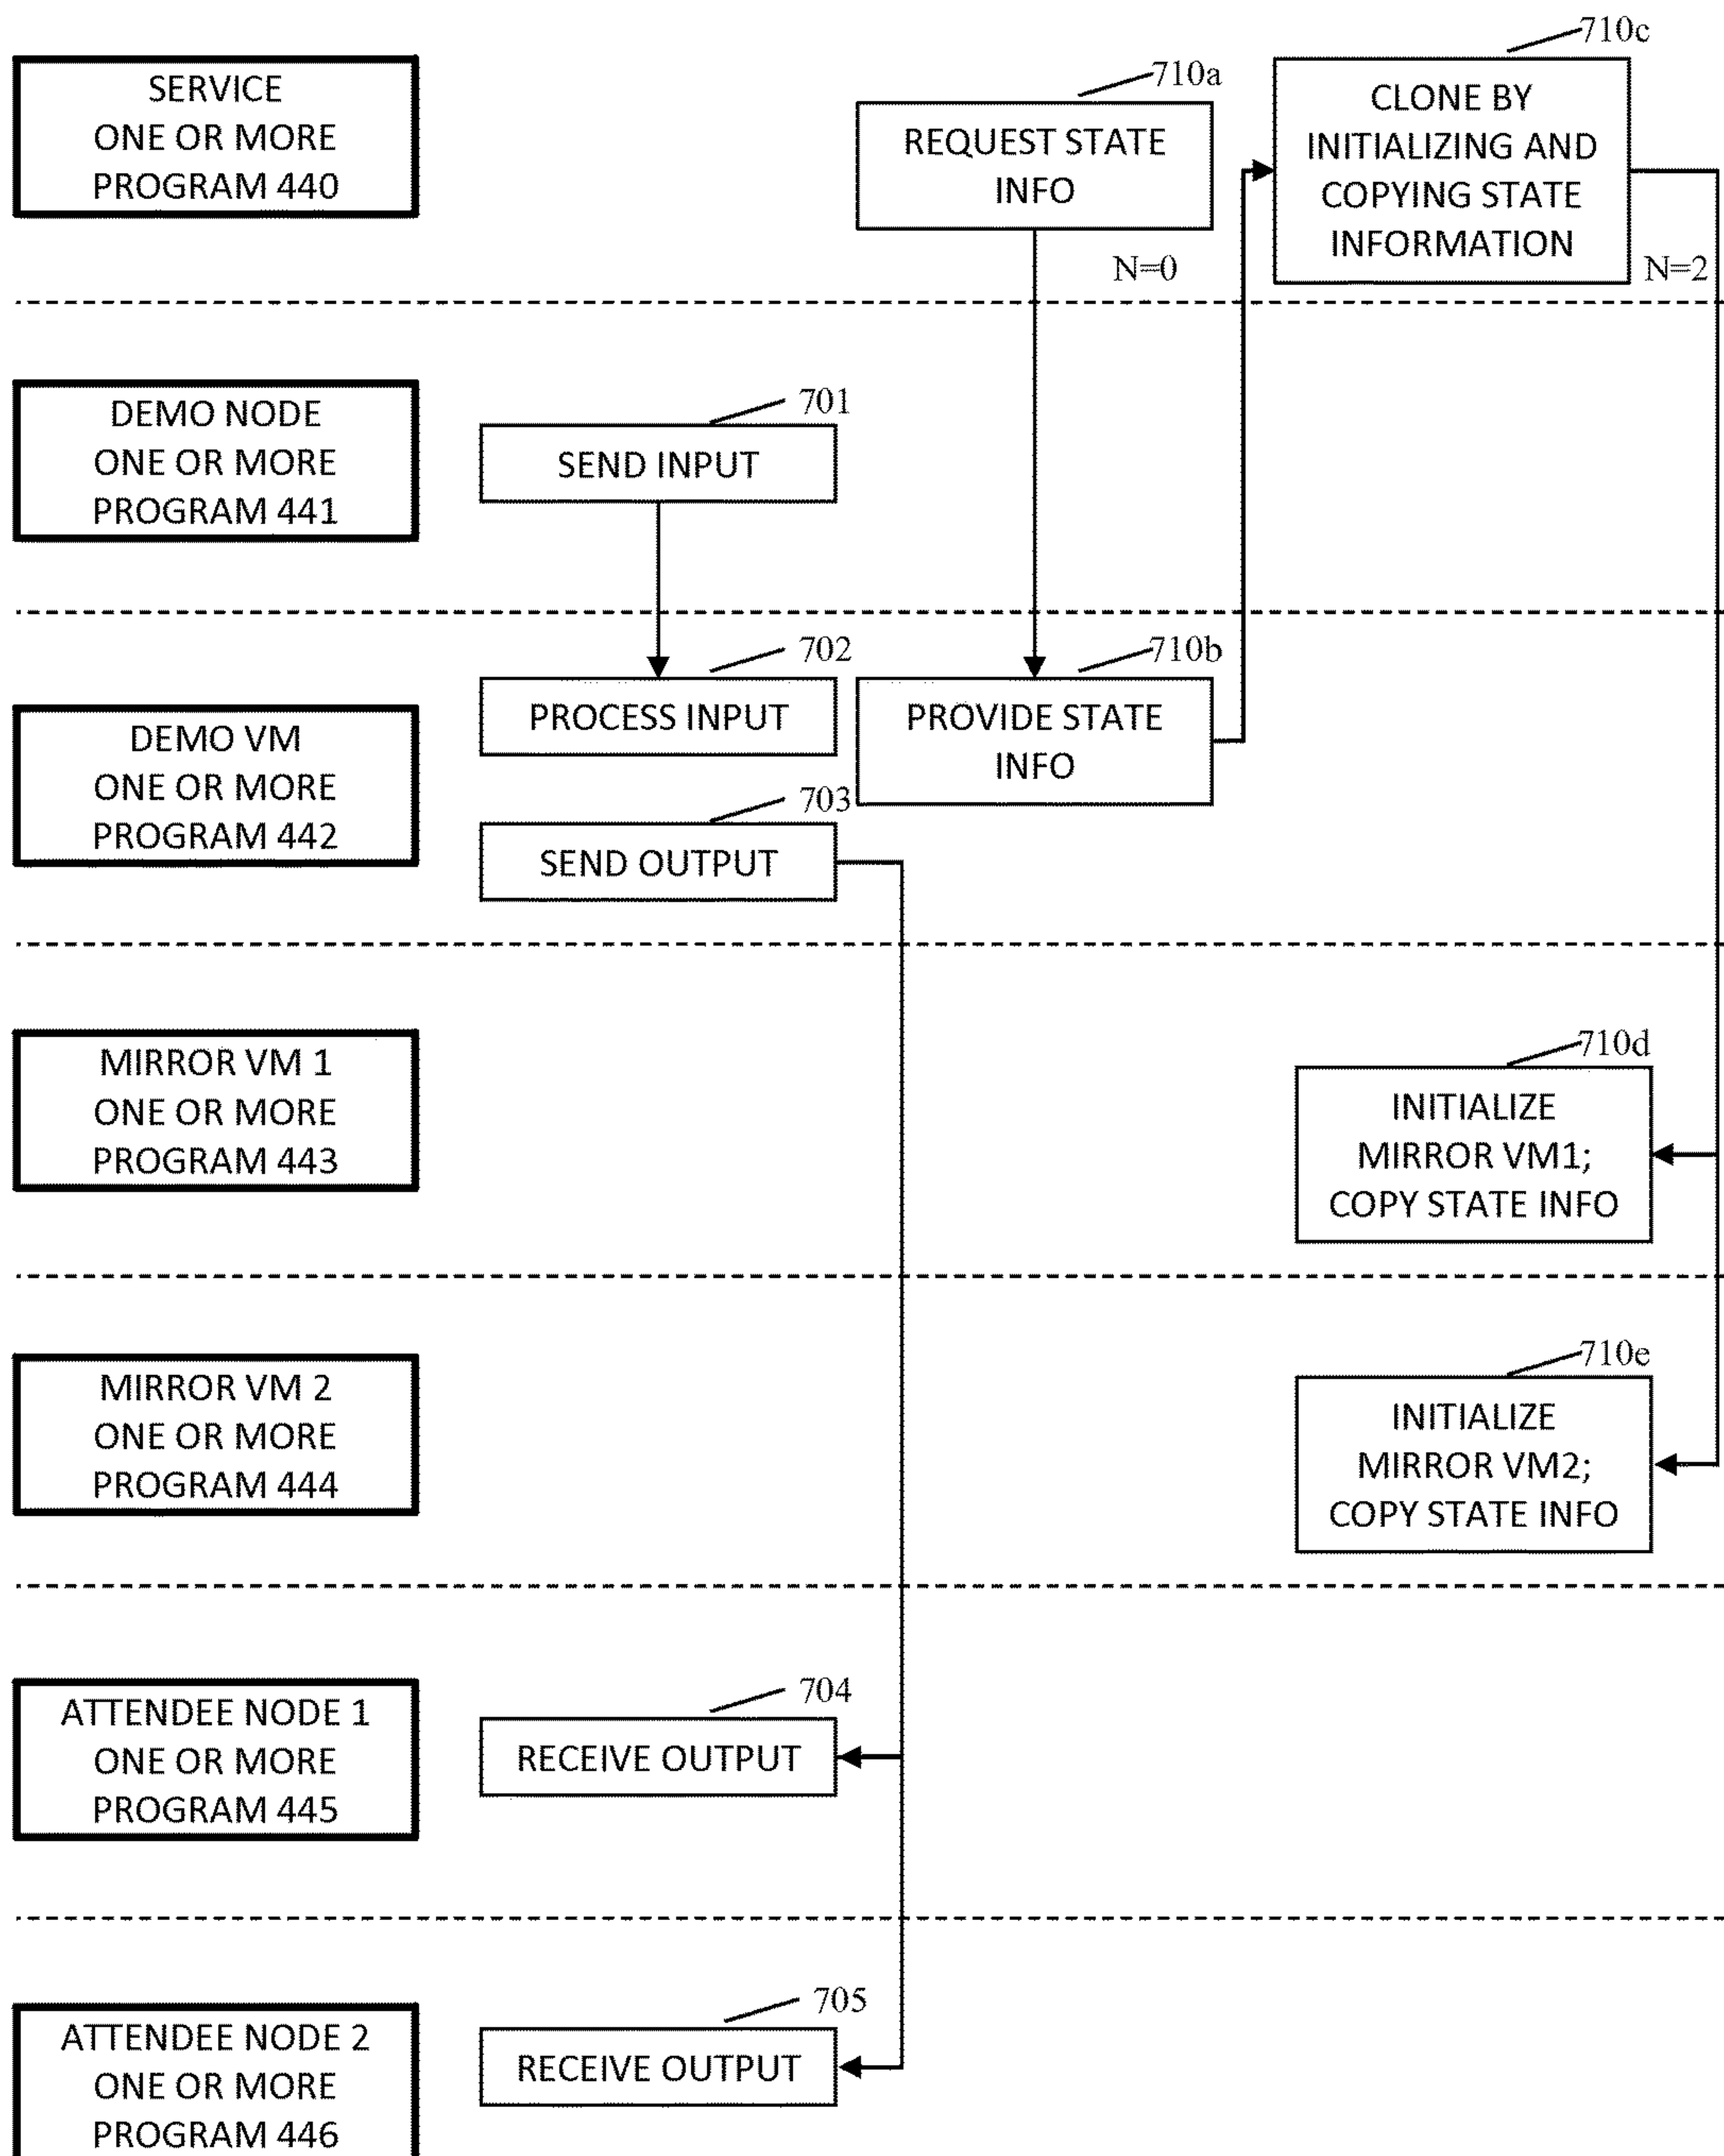 SERVICE
ONE OR MORE
PROGRAM 440
710a
REQUEST STATE
INFO
N=0
710c
CLONE BY
INITIALIZING AND
COPYING STATE
INFORMATION
N=2
DEMO NODE
ONE OR MORE
PROGRAM 441
701
SEND INPUT
DEMO VM
ONE OR MORE
PROGRAM 442
702
PROCESS INPUT
703
SEND OUTPUT
710b
PROVIDE STATE
INFO
MIRROR VM 1
ONE OR MORE
PROGRAM 443
710d
INITIALIZE
MIRROR VM1;
COPY STATE INFO
MIRROR VM 2
ONE OR MORE
PROGRAM 444
710e
INITIALIZE
MIRROR VM2;
COPY STATE INFO
ATTENDEE NODE 1
ONE OR MORE
PROGRAM 445
704
RECEIVE OUTPUT
ATTENDEE NODE 2
ONE OR MORE
PROGRAM 446
705
RECEIVE OUTPUT